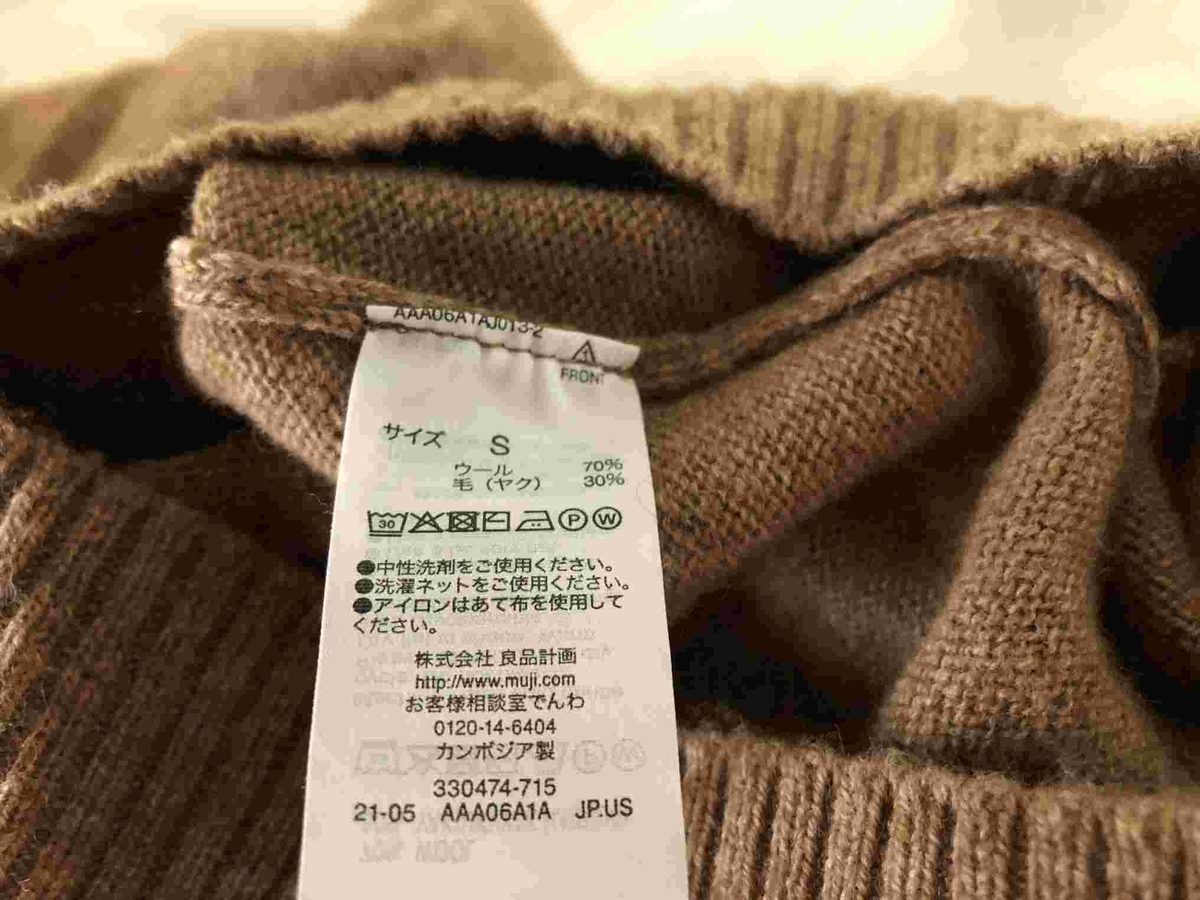 AAA06A1AJ013-2
FRONT
サイズ S
ウール 70%
毛（ヤク） 30%
30 P W
●中性洗剤をご使用ください。
●洗濯ネットをご使用ください。
●アイロンはあて布を使用して
ください。
株式会社 良品計画
http://www.muji.com
お客様相談室でんわ
0120-14-6404
カンボジア製
330474-715
21-05 AAA06A1A JP.US